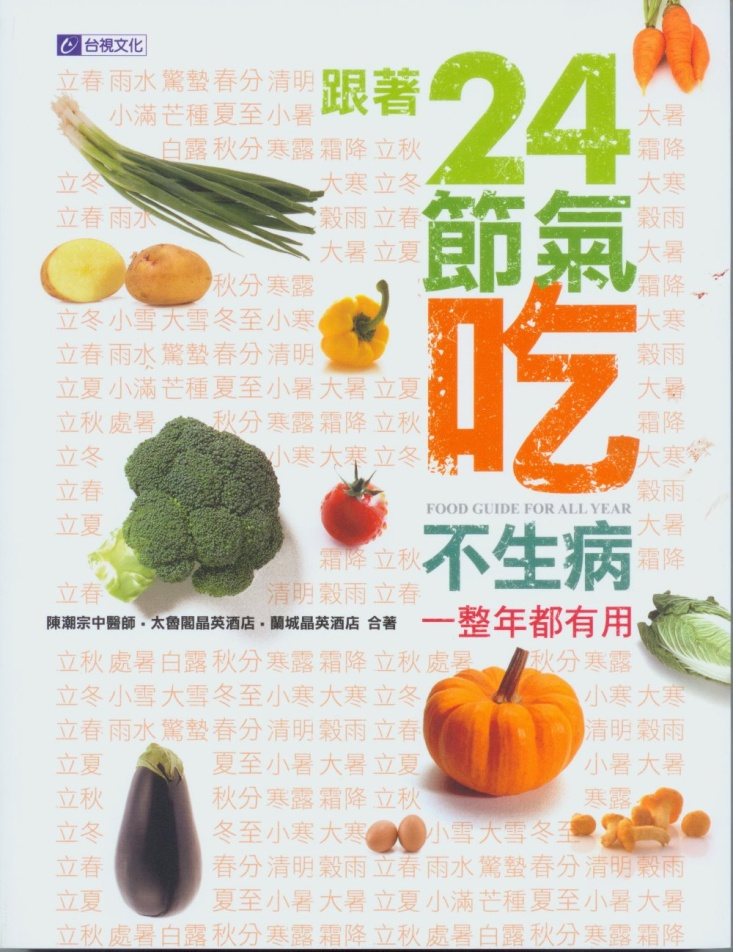 台視文化
跟著
24
節氣
吃
FOOD GUIDE FOR ALL YEAR
不生病
一整年都有用
陳潮宗中醫師・太魯閣晶英酒店・蘭城晶英酒店 合著
立春 雨水 驚蟄 春分 清明
小滿 芒種 夏至 小暑 大暑
白露 秋分 寒露 霜降 立秋 霜降
立冬 大寒 立冬 大寒
立春 雨水 穀雨 立春 穀雨
大暑 立夏 大暑
秋分 寒露 霜降
立冬 小雪 大雪 冬至 小寒 大寒
立春 雨水 驚蟄 春分 清明 穀雨
立夏 小滿 芒種 夏至 小暑 大暑 立夏 大暑
立秋 處暑 秋分 寒露 霜降 立秋 霜降
立冬 小寒 大寒 立冬 大寒
立春 穀雨
立夏 大暑
霜降 立秋 霜降
立春 清明 穀雨 立春
立秋 處暑 白露 秋分 寒露 霜降 立秋 處暑 秋分 寒露
立冬 小雪 大雪 冬至 小寒 大寒 立冬 小寒 大寒
立春 雨水 驚蟄 春分 清明 穀雨 立春 清明 穀雨
立夏 夏至 小暑 大暑 立夏 小暑 大暑
立秋 秋分 寒露 霜降 立秋 寒露
立冬 冬至 小寒 大寒 小雪 大雪 冬至
立春 春分 清明 穀雨 立春 雨水 驚蟄 春分 清明 穀雨
立夏 夏至 小暑 大暑 立夏 小滿 芒種 夏至 小暑 大暑
立秋 處暑 白露 秋分 寒露 霜降 立秋 處暑 白露 秋分 寒露 霜降